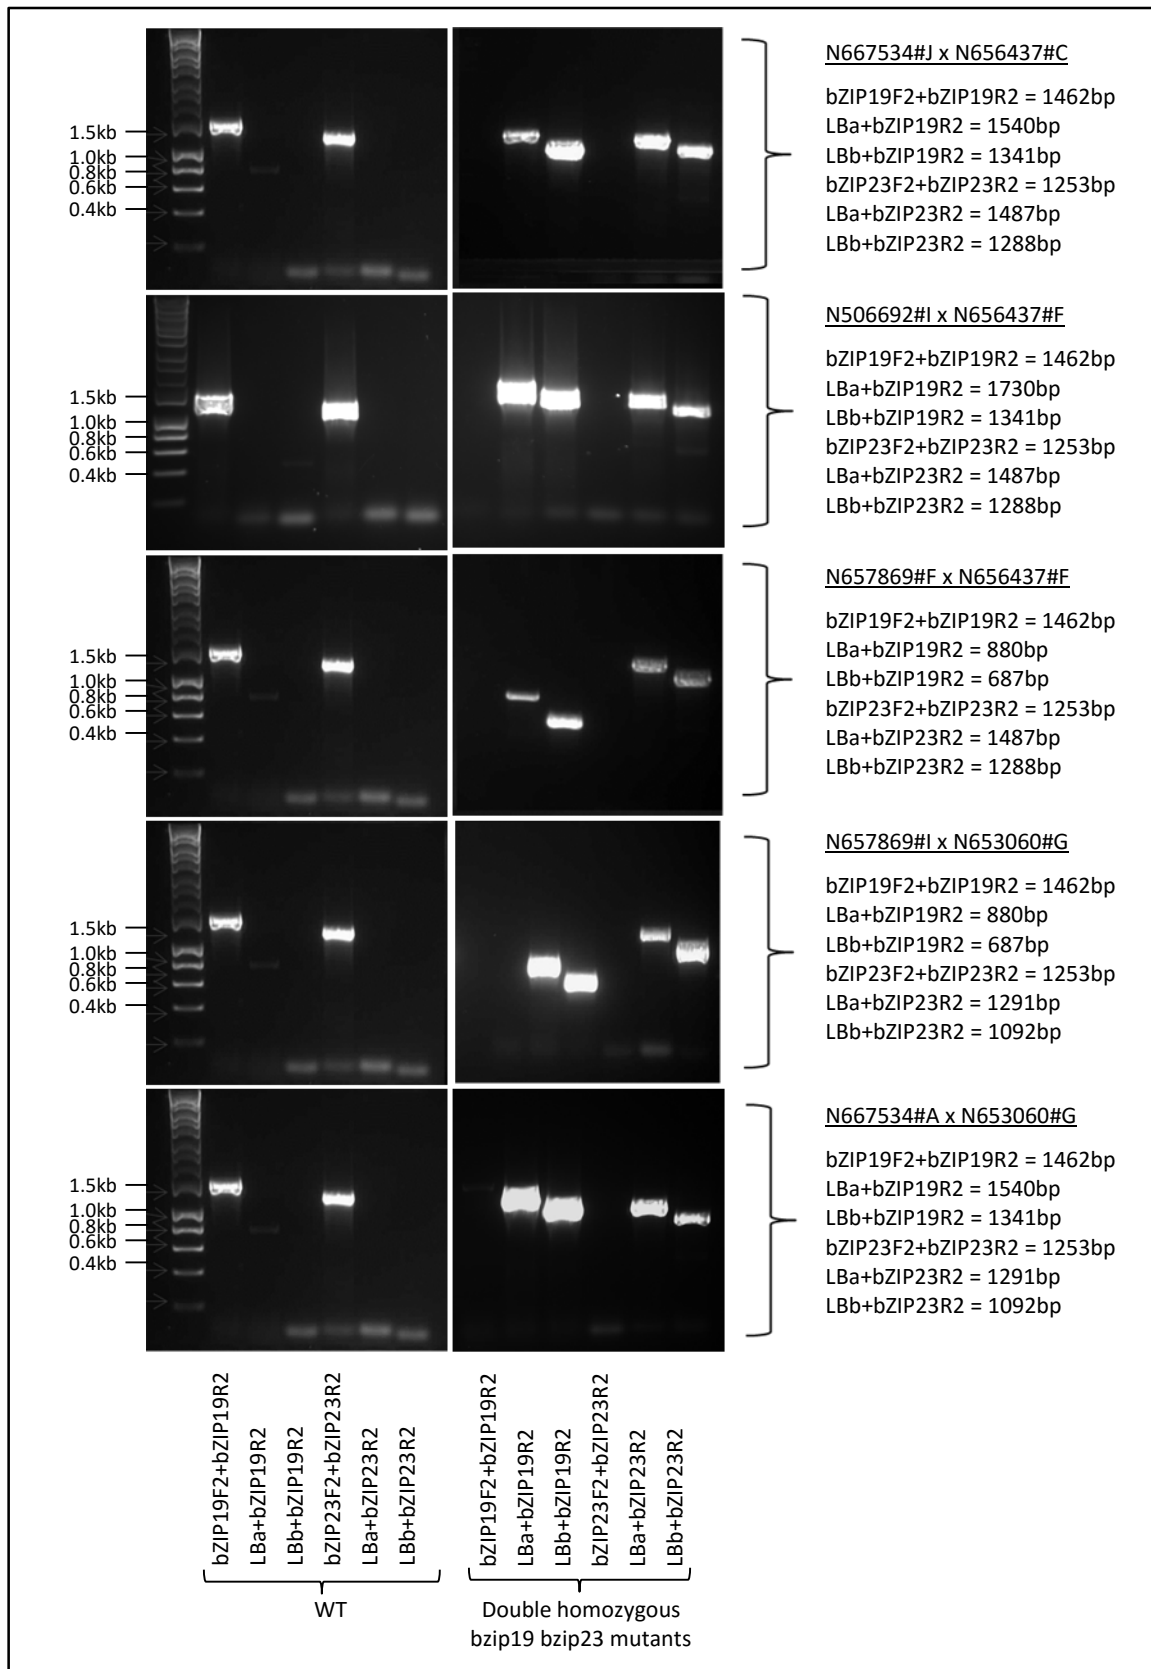 1.5kb
1.0kb
0.8kb
0.6kb
0.4kb
N667534#J x N656437#C
bZIP19F2+bZIP19R2 = 1462bp
LBa+bZIP19R2 = 1540bp
LBb+bZIP19R2 = 1341bp
bZIP23F2+bZIP23R2 = 1253bp
LBa+bZIP23R2 = 1487bp
LBb+bZIP23R2 = 1288bp
1.5kb
1.0kb
0.8kb
0.6kb
0.4kb
N506692#I x N656437#F
bZIP19F2+bZIP19R2 = 1462bp
LBa+bZIP19R2 = 1730bp
LBb+bZIP19R2 = 1341bp
bZIP23F2+bZIP23R2 = 1253bp
LBa+bZIP23R2 = 1487bp
LBb+bZIP23R2 = 1288bp
1.5kb
1.0kb
0.8kb
0.6kb
0.4kb
N657869#F x N656437#F
bZIP19F2+bZIP19R2 = 1462bp
LBa+bZIP19R2 = 880bp
LBb+bZIP19R2 = 687bp
bZIP23F2+bZIP23R2 = 1253bp
LBa+bZIP23R2 = 1487bp
LBb+bZIP23R2 = 1288bp
1.5kb
1.0kb
0.8kb
0.6kb
0.4kb
N657869#I x N653060#G
bZIP19F2+bZIP19R2 = 1462bp
LBa+bZIP19R2 = 880bp
LBb+bZIP19R2 = 687bp
bZIP23F2+bZIP23R2 = 1253bp
LBa+bZIP23R2 = 1291bp
LBb+bZIP23R2 = 1092bp
1.5kb
1.0kb
0.8kb
0.6kb
0.4kb
N667534#A x N653060#G
bZIP19F2+bZIP19R2 = 1462bp
LBa+bZIP19R2 = 1540bp
LBb+bZIP19R2 = 1341bp
bZIP23F2+bZIP23R2 = 1253bp
LBa+bZIP23R2 = 1291bp
LBb+bZIP23R2 = 1092bp
bZIP19F2+bZIP19R2
LBa+bZIP19R2
LBb+bZIP19R2
bZIP23F2+bZIP23R2
LBa+bZIP23R2
LBb+bZIP23R2
bZIP19F2+bZIP19R2
LBa+bZIP19R2
LBb+bZIP19R2
bZIP23F2+bZIP23R2
LBa+bZIP23R2
LBb+bZIP23R2
WT
Double homozygous
bzip19 bzip23 mutants